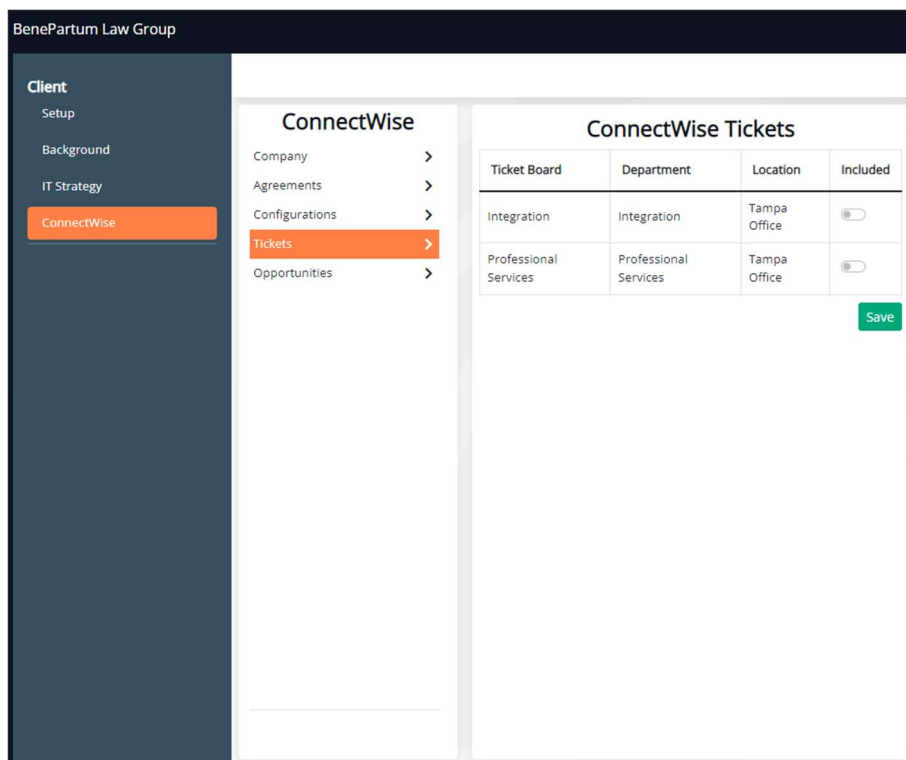 BenePartum Law Group
Client
Setup
Background
IT Strategy
ConnectWise
ConnectWise
Company
Agreements
Configurations
Tickets
Opportunities
ConnectWise Tickets
Ticket Board Department Location Included
Integration Integration Tampa
Office
Professional Professional Tampa
Services Services Office
Save